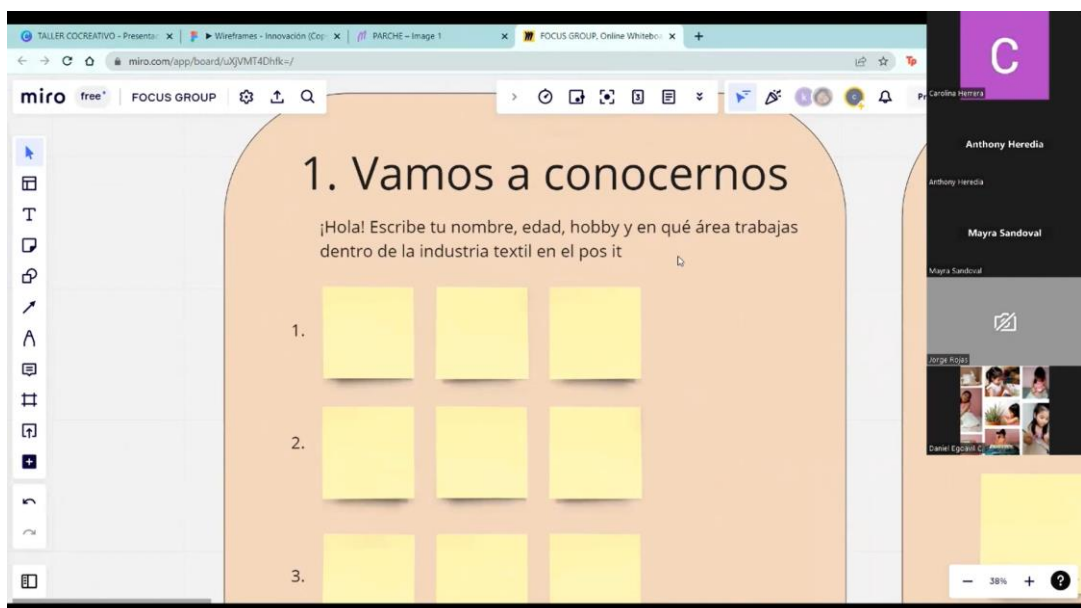 TALLER COCREATIVO - Presenta
Wireframes - Innovación (Cop
PARCHE – Image 1
FOCUS GROUP, Online Whitebo
miro.com/app/board/uXjVMT4Dhfk=/
Tp
miro free FOCUS GROUP
Pr
1. Vamos a conocernos
¡Hola! Escribe tu nombre, edad, hobby y en qué área trabajas
dentro de la industria textil en el pos it
1.
2.
3.
C
Carolina Herrera
Anthony Heredia
Anthony Heredia
Mayra Sandoval
Mayra Sandoval
Jorge Rojas
Daniel
38%